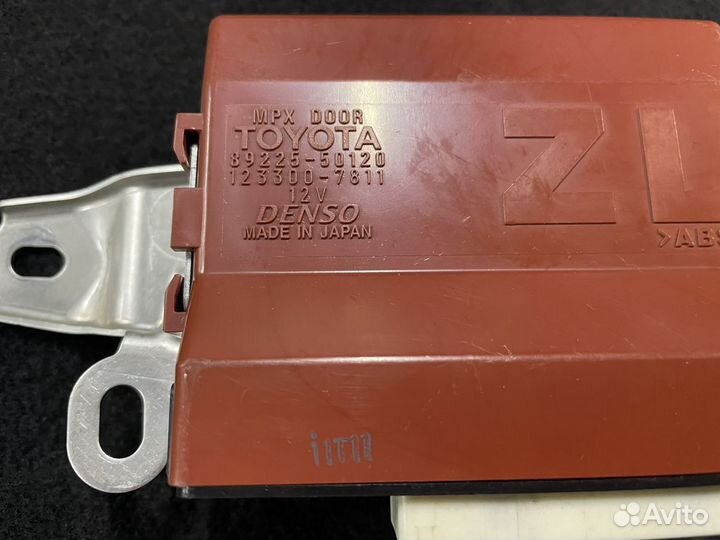 MPX DOOR
TOYOTA
89225-50120
123300-7811
12V
DENSO
MADE IN JAPAN
ZL
>ABS
Avito